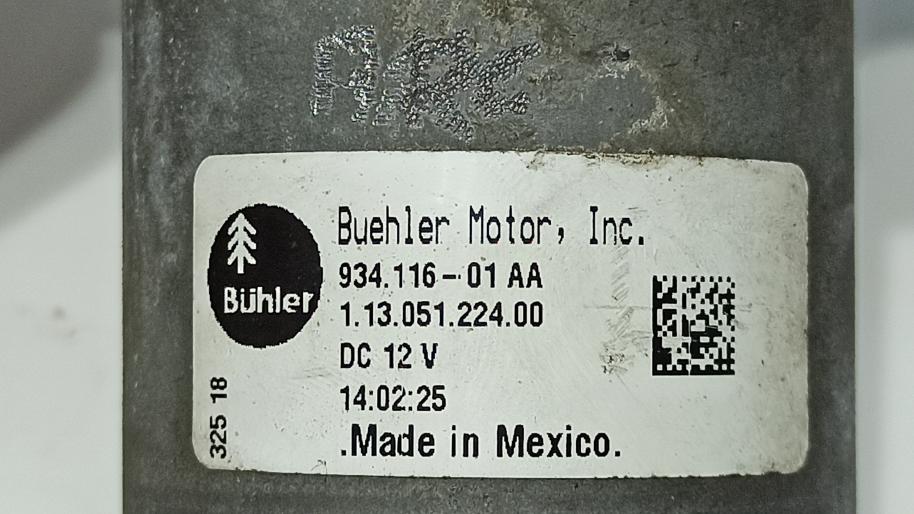 Bühler
Buehler Motor, Inc.
934.116-01 AA
1.13.051.224.00
DC 12 V
14:02:25
.Made in Mexico.
325 18